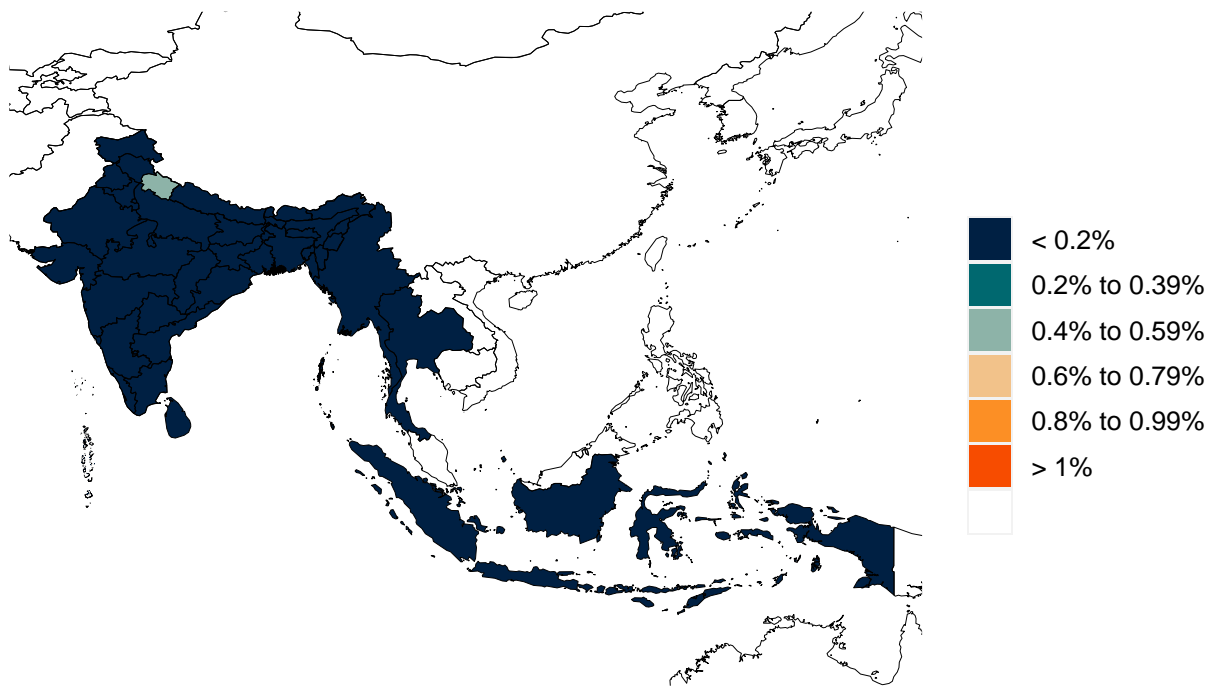 < 0.2%
0.2% to 0.39%
0.4% to 0.59%
0.6% to 0.79%
0.8% to 0.99%
> 1%